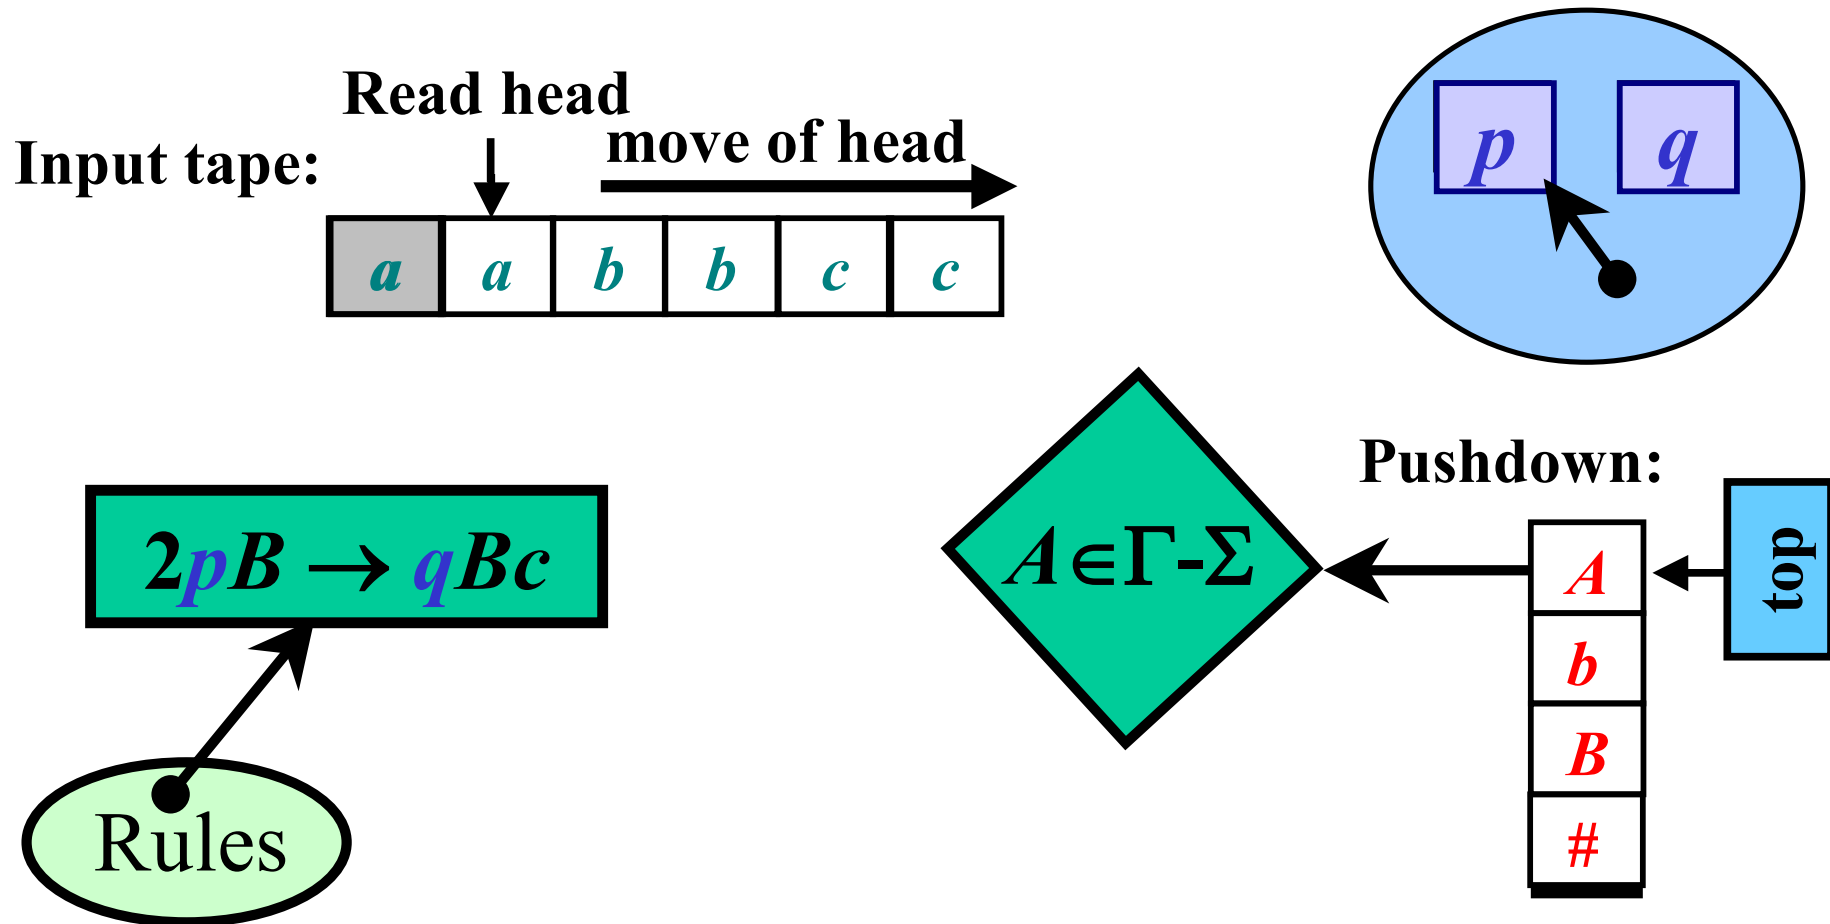 Read head
move of head
Input tape:
a a b b c c
p q
Pushdown:
2pB → qBc
A∈Γ-Σ
A
top
b
B
#
Rules